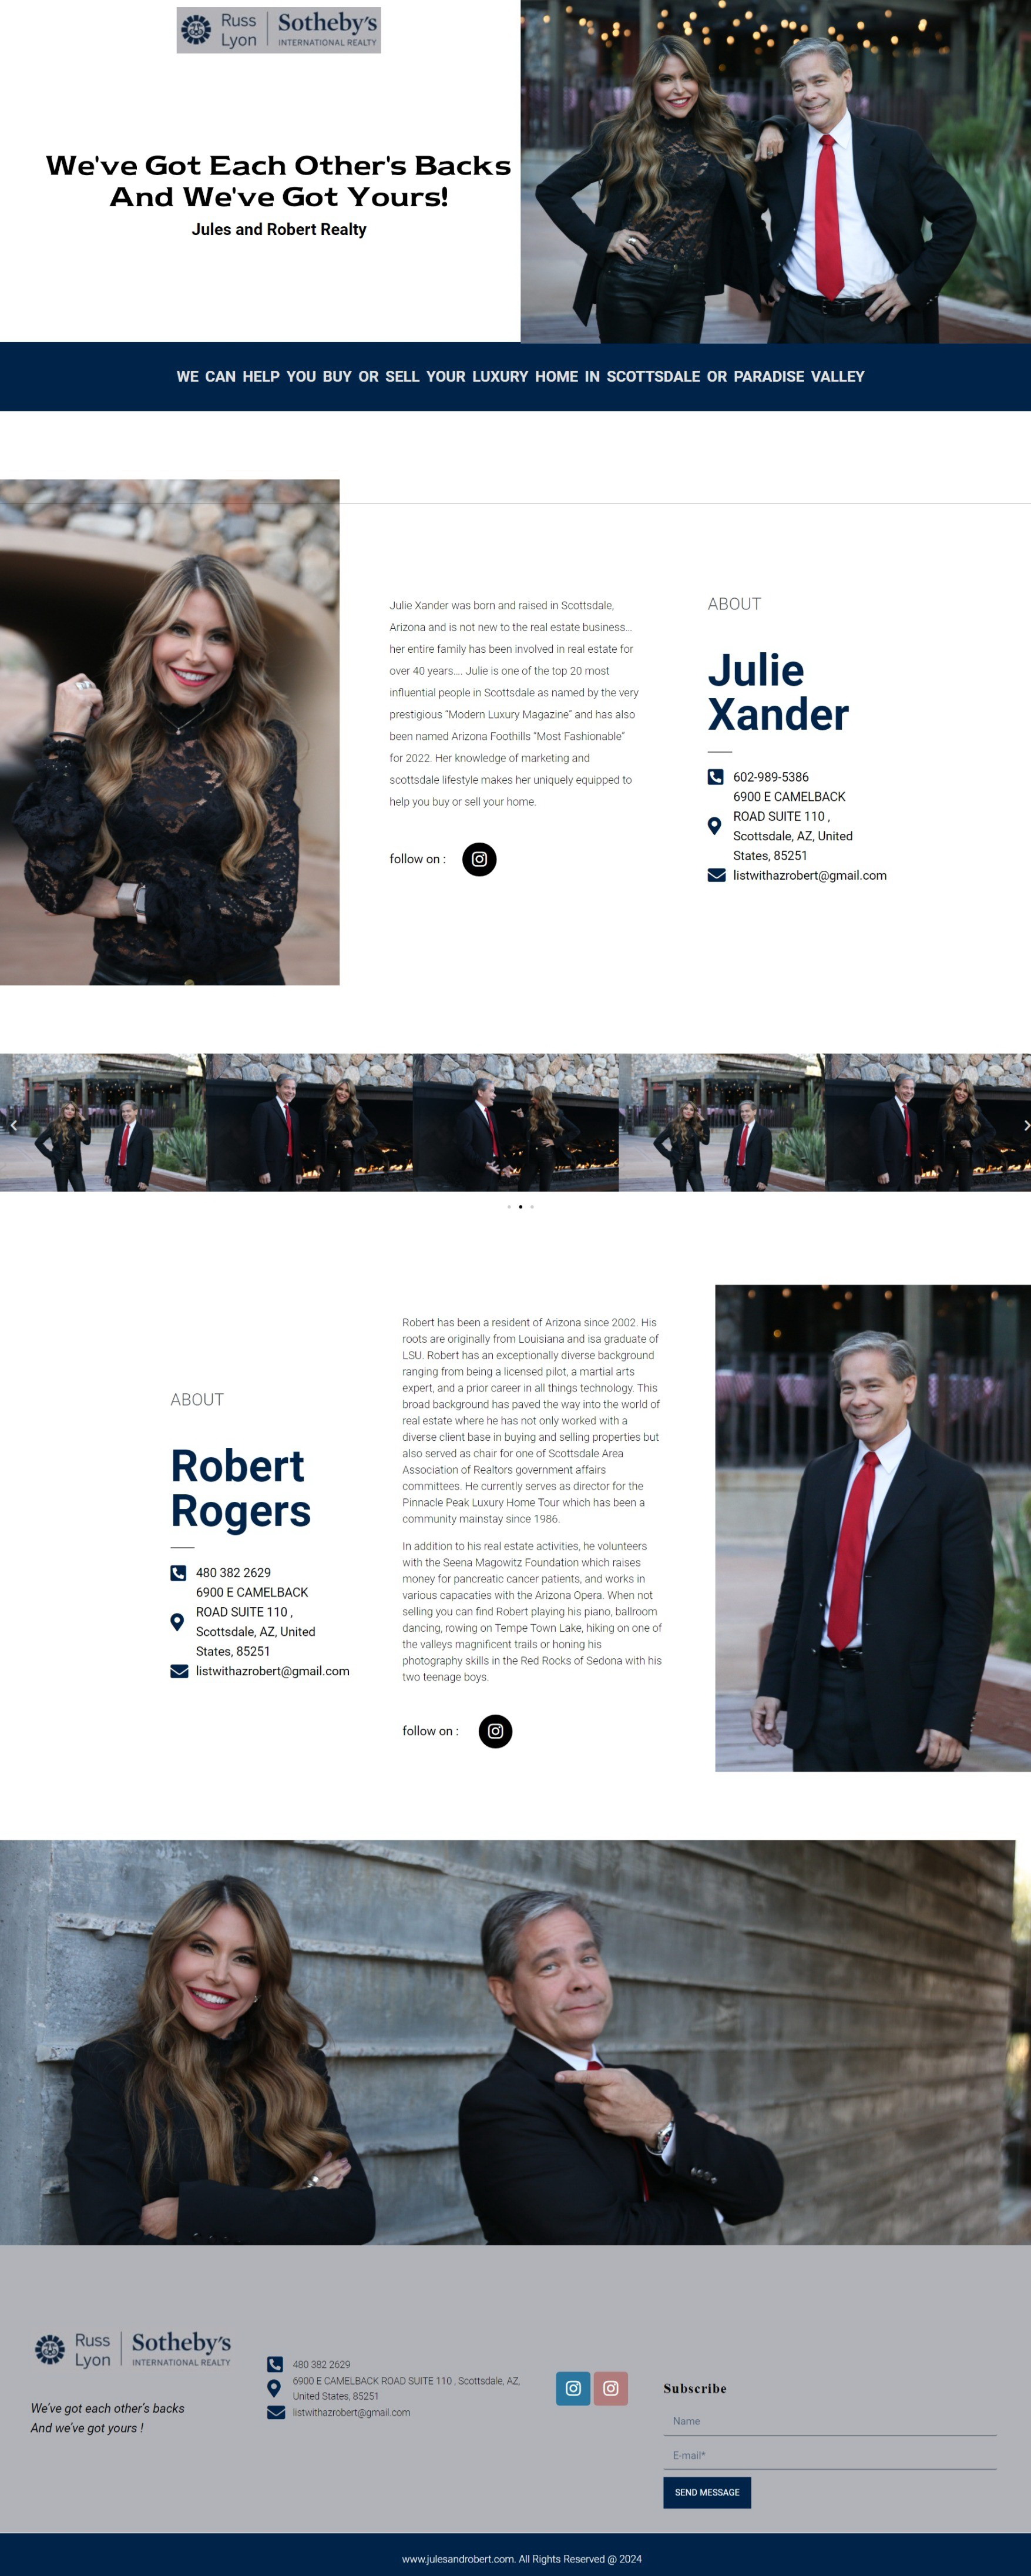 Russ
Lyon
Sotheby's
INTERNATIONAL REALTY
We've Got Each Other's Backs
And We've Got Yours!
Jules and Robert Realty
WE CAN HELP YOU BUY OR SELL YOUR LUXURY HOME IN SCOTTSDALE OR PARADISE VALLEY
Julie Xander was born and raised in Scottsdale,
Arizona and is not new to the real estate business...
her entire family has been involved in real estate for
over 40 years.... Julie is one of the top 20 most
influential people in Scottsdale as named by the very
prestigious “Modern Luxury Magazine” and has also
been named Arizona Foothills “Most Fashionable”
for 2022. Her knowledge of marketing and
scottsdale lifestyle makes her uniquely equipped to
help you buy or sell your home.
follow on :
ABOUT
Julie
Xander
602-989-5386
6900 E CAMELBACK
ROAD SUITE 110 ,
Scottsdale, AZ, United
States, 85251
listwithazrobert@gmail.com
ABOUT
Robert
Rogers
480 382 2629
6900 E CAMELBACK
ROAD SUITE 110 ,
Scottsdale, AZ, United
States, 85251
listwithazrobert@gmail.com
Robert has been a resident of Arizona since 2002. His
roots are originally from Louisiana and isa graduate of
LSU. Robert has an exceptionally diverse background
ranging from being a licensed pilot, a martial arts
expert, and a prior career in all things technology. This
broad background has paved the way into the world of
real estate where he has not only worked with a
diverse client base in buying and selling properties but
also served as chair for one of Scottsdale Area
Association of Realtors government affairs
committees. He currently serves as director for the
Pinnacle Peak Luxury Home Tour which has been a
community mainstay since 1986.
In addition to his real estate activities, he volunteers
with the Seena Magowitz Foundation which raises
money for pancreatic cancer patients, and works in
various capacaties with the Arizona Opera. When not
selling you can find Robert playing his piano, ballroom
dancing, rowing on Tempe Town Lake, hiking on one of
the valleys magnificent trails or honing his
photography skills in the Red Rocks of Sedona with his
two teenage boys.
follow on :
Russ
Lyon
Sotheby's
INTERNATIONAL REALTY
We've got each other's backs
And we've got yours !
480 382 2629
6900 E CAMELBACK ROAD SUITE 110 , Scottsdale, AZ,
United States, 85251
listwithazrobert@gmail.com
Subscribe
Name
E-mail*
SEND MESSAGE
www.julesandrobert.com. All Rights Reserved @ 2024